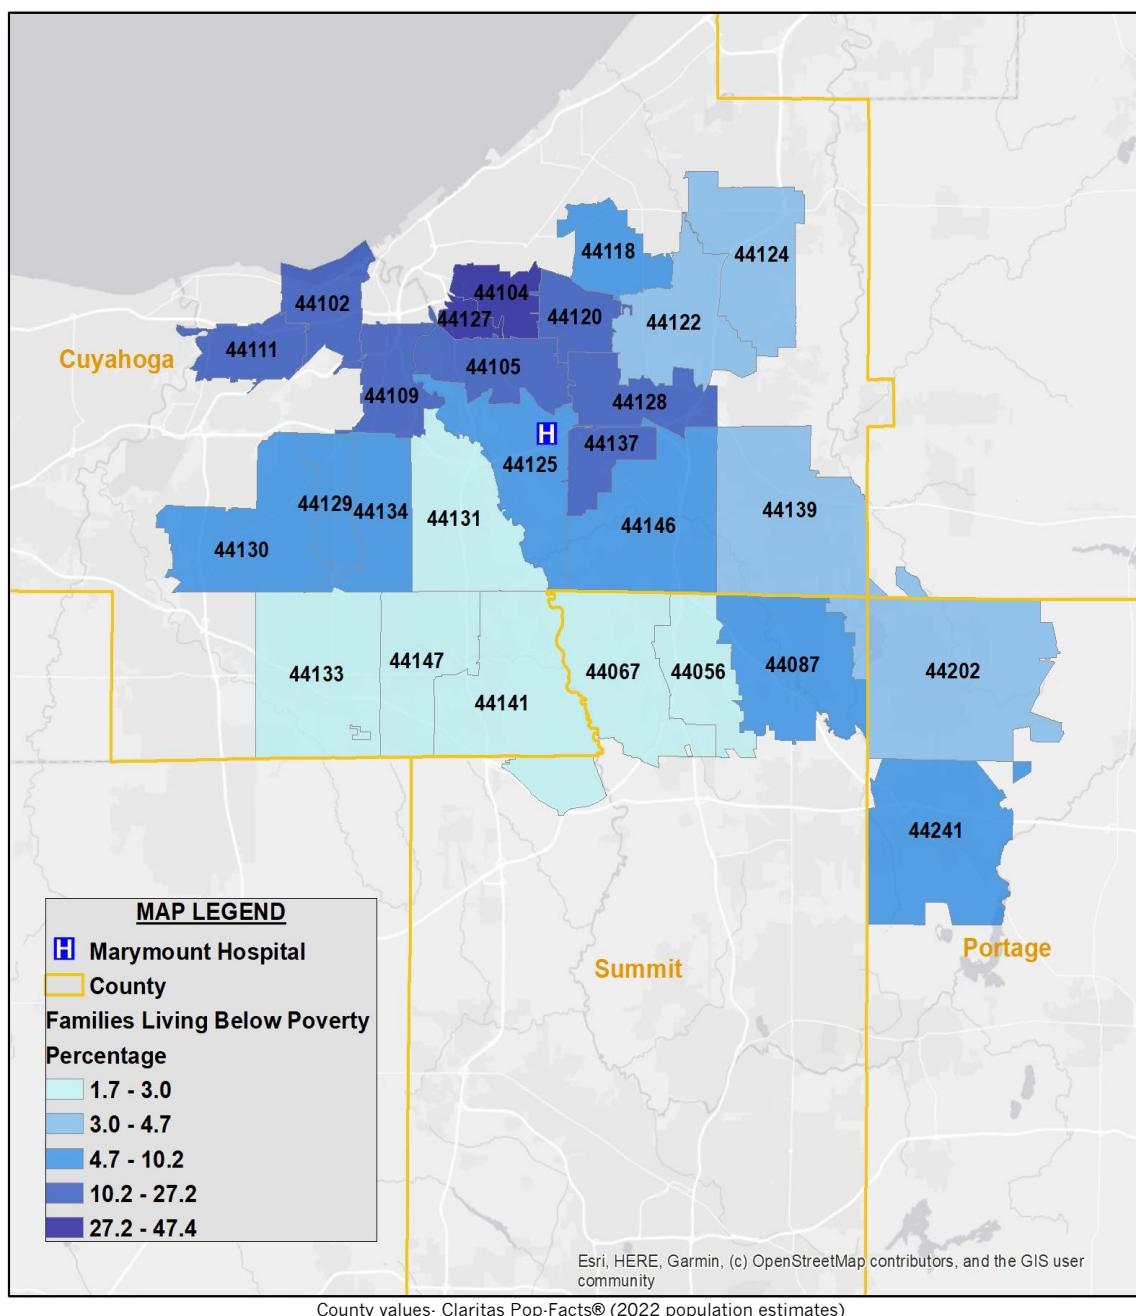 44118
44124
44104
44102
44127
44120
44122
44111
Cuyahoga
44105
44109
44128
H
44137
44125
44129
44134
44131
44139
44146
44130
44133
44147
44067
44056
44087
44202
44141
44241
MAP LEGEND
H Marymount Hospital
County
Families Living Below Poverty
Percentage
1.7 - 3.0
3.0 - 4.7
4.7 - 10.2
10.2 - 27.2
27.2 - 47.4
Portage
Summit
Esri, HERE, Garmin, (c) OpenStreetMap contributors, and the GIS user
community
County values- Claritas Pop-Facts® (2022 population estimates)